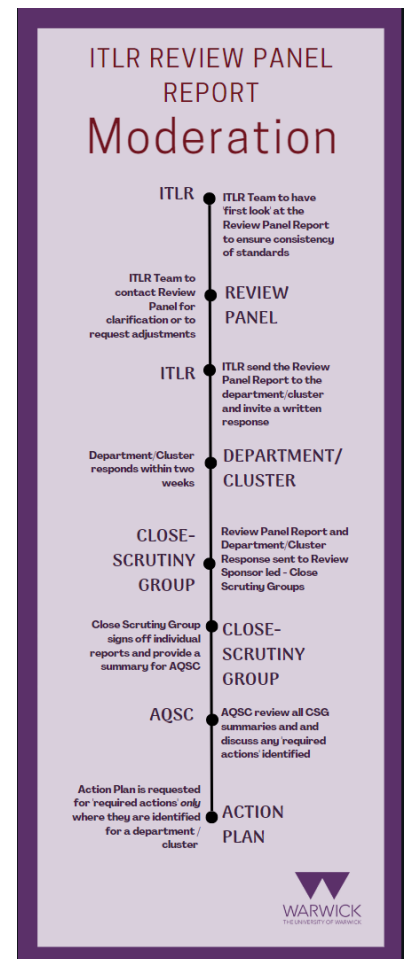 ITLR REVIEW PANEL
REPORT
Moderation
ITLR
ITLR Team to have
'first look' at the
Review Panel Report
to ensure consistency
of standards
ITLR Team to
contact Review
Panel for
clarification or to
request adjustments
REVIEW
PANEL
ITLR
ITLR send the Review
Panel Report to the
department/cluster
and invite a written
response
Department/Cluster
responds within two
weeks
DEPARTMENT/
CLUSTER
CLOSE-
SCRUTINY
GROUP
Review Panel Report and
Department/Cluster
Response sent to Review
Sponsor led - Close
Scrutiny Groups
Close Scrutiny Group
signs off individual
reports and provide a
summary for AQSC
CLOSE-
SCRUTINY
GROUP
AQSC
AQSC review all CSG
summaries and and
discuss any 'required
actions' identified
Action Plan is requested
for 'required actions' only
where they are identified
for a department /
cluster
ACTION
PLAN
WARWICK
THE UNIVERSITY OF WARWICK